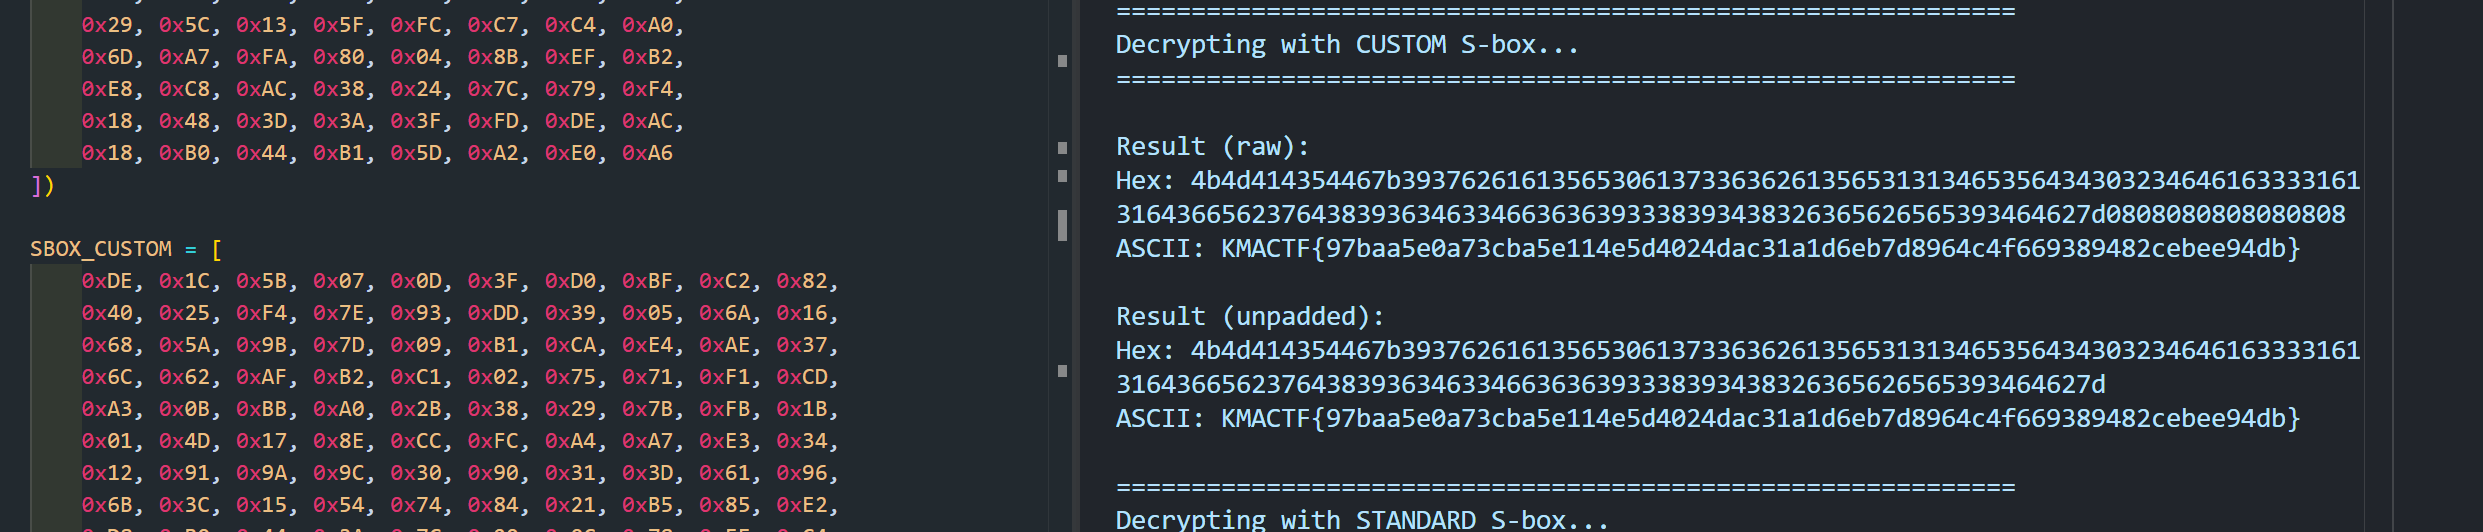 0x29, 0x5C, 0x13, 0x5F, 0xFC, 0xC7, 0xC4, 0xA0,
0x6D, 0xA7, 0xFA, 0x80, 0x04, 0x8B, 0xEF, 0xB2,
0xE8, 0xC8, 0xAC, 0x38, 0x24, 0x7C, 0x79, 0xF4,
0x18, 0x48, 0x3D, 0x3A, 0x3F, 0xFD, 0xDE, 0xAC,
0x18, 0xB0, 0x44, 0xB1, 0x5D, 0xA2, 0xE0, 0xA6
])
SBOX_CUSTOM = [
0xDE, 0x1C, 0x5B, 0x07, 0x0D, 0x3F, 0xD0, 0xBF, 0xC2, 0x82,
0x40, 0x25, 0xF4, 0x7E, 0x93, 0xDD, 0x39, 0x05, 0x6A, 0x16,
0x68, 0x5A, 0x9B, 0x7D, 0x09, 0xB1, 0xCA, 0xE4, 0xAE, 0x37,
0x6C, 0x62, 0xAF, 0xB2, 0xC1, 0x02, 0x75, 0x71, 0xF1, 0xCD,
0xA3, 0x0B, 0xBB, 0xA0, 0x2B, 0x38, 0x29, 0x7B, 0xFB, 0x1B,
0x01, 0x4D, 0x17, 0x8E, 0xCC, 0xFC, 0xA4, 0xA7, 0xE3, 0x34,
0x12, 0x91, 0x9A, 0x9C, 0x30, 0x90, 0x31, 0x3D, 0x61, 0x96,
0x6B, 0x3C, 0x15, 0x54, 0x74, 0x84, 0x21, 0xB5, 0x85, 0xE2,
============================================================
Decrypting with CUSTOM S-box...
============================================================
Result (raw):
Hex: 4b4d414354467b393762616135653061373363626135653131346535643430323464616333316131
31643665623764383936346334663636393338393438326365626565393464627d0808080808080808
ASCII: KMACTF{97baa5e0a73cba5e114e5d4024dac31a1d6eb7d8964c4f669389482cebee94db}
Result (unpadded):
Hex: 4b4d414354467b393762616135653061373363626135653131346535643430323464616333316131
31643665623764383936346334663636393338393438326365626565393464627d
ASCII: KMACTF{97baa5e0a73cba5e114e5d4024dac31a1d6eb7d8964c4f669389482cebee94db}
============================================================
Decrypting with STANDARD S-box...